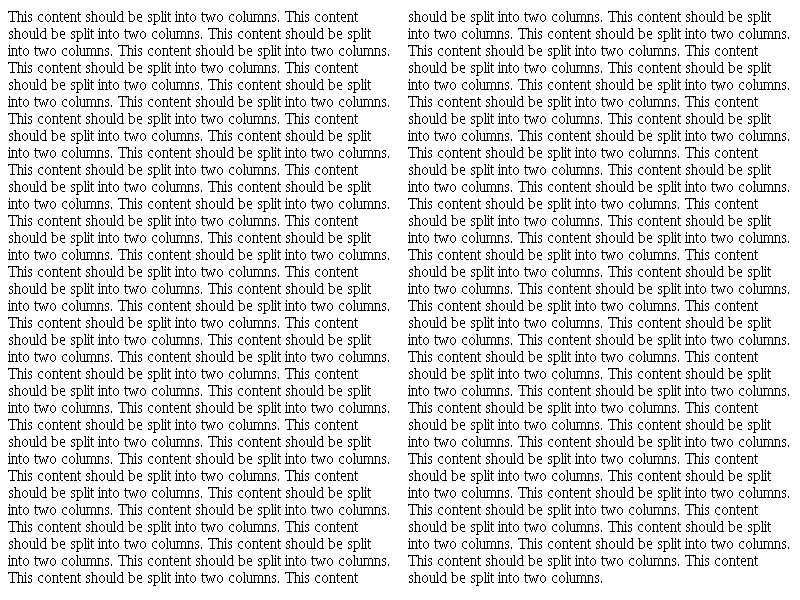 This content should be split into two columns. This content
should be split into two columns. This content should be split
into two columns. This content should be split into two columns.
This content should be split into two columns. This content
should be split into two columns. This content should be split
into two columns. This content should be split into two columns.
This content should be split into two columns. This content
should be split into two columns. This content should be split
into two columns. This content should be split into two columns.
This content should be split into two columns. This content
should be split into two columns. This content should be split
into two columns. This content should be split into two columns.
This content should be split into two columns. This content
should be split into two columns. This content should be split
into two columns. This content should be split into two columns.
This content should be split into two columns. This content
should be split into two columns. This content should be split
into two columns. This content should be split into two columns.
This content should be split into two columns. This content
should be split into two columns. This content should be split
into two columns. This content should be split into two columns.
This content should be split into two columns. This content
should be split into two columns. This content should be split
into two columns. This content should be split into two columns.
This content should be split into two columns. This content
should be split into two columns. This content should be split
into two columns. This content should be split into two columns.
This content should be split into two columns. This content
should be split into two columns. This content should be split
into two columns. This content should be split into two columns.
This content should be split into two columns. This content
should be split into two columns. This content should be split
into two columns. This content should be split into two columns.
This content should be split into two columns. This content
should be split into two columns. This content should be split
into two columns. This content should be split into two columns.
This content should be split into two columns. This content
should be split into two columns. This content should be split
into two columns. This content should be split into two columns.
This content should be split into two columns. This content
should be split into two columns. This content should be split
into two columns. This content should be split into two columns.
This content should be split into two columns. This content
should be split into two columns. This content should be split
into two columns. This content should be split into two columns.
This content should be split into two columns. This content
should be split into two columns. This content should be split
into two columns. This content should be split into two columns.
This content should be split into two columns. This content
should be split into two columns. This content should be split
into two columns. This content should be split into two columns.
This content should be split into two columns. This content
should be split into two columns. This content should be split
into two columns. This content should be split into two columns.
This content should be split into two columns. This content
should be split into two columns. This content should be split
into two columns. This content should be split into two columns.
This content should be split into two columns. This content
should be split into two columns. This content should be split
into two columns. This content should be split into two columns.
This content should be split into two columns. This content
should be split into two columns. This content should be split
into two columns. This content should be split into two columns.
This content should be split into two columns. This content
should be split into two columns. This content should be split
into two columns. This content should be split into two columns.
This content should be split into two columns. This content
should be split into two columns.